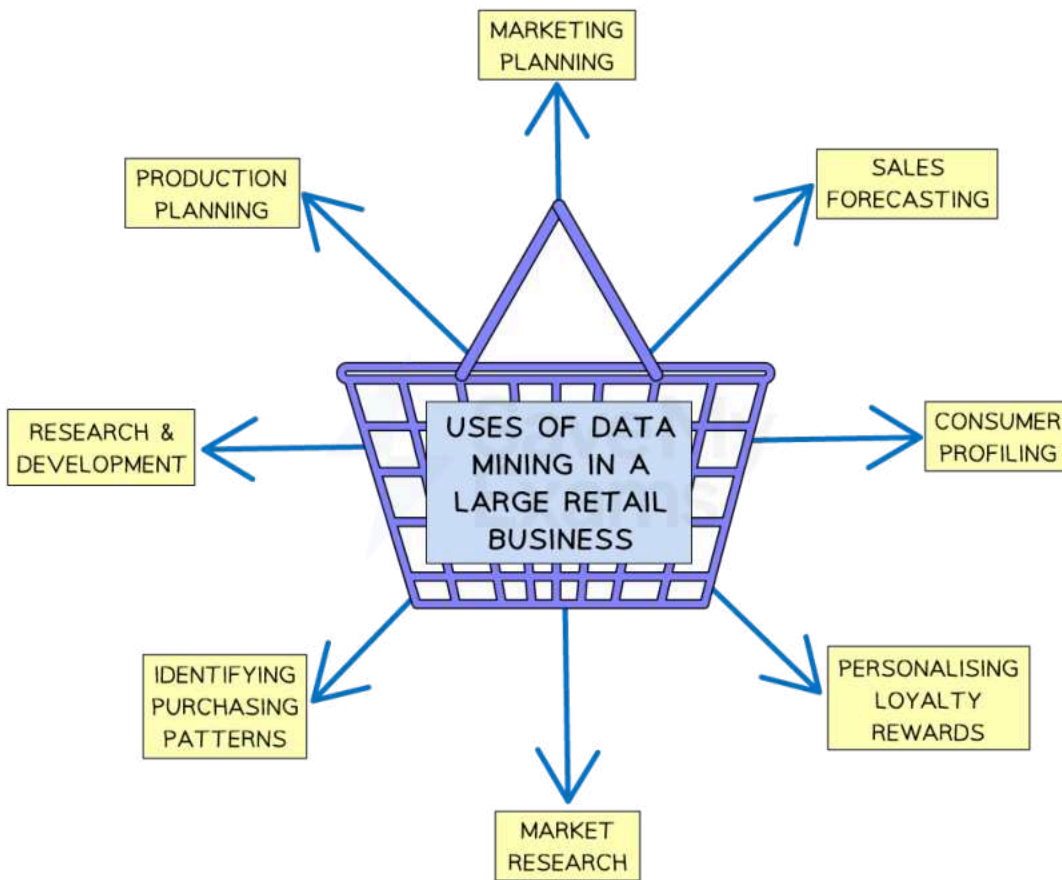 MARKETING
PLANNING
PRODUCTION
PLANNING
SALES
FORECASTING
RESEARCH &
DEVELOPMENT
USES OF DATA
MINING IN A
LARGE RETAIL
BUSINESS
CONSUMER
PROFILING
IDENTIFYING
PURCHASING
PATTERNS
PERSONALISING
LOYALTY
REWARDS
MARKET
RESEARCH